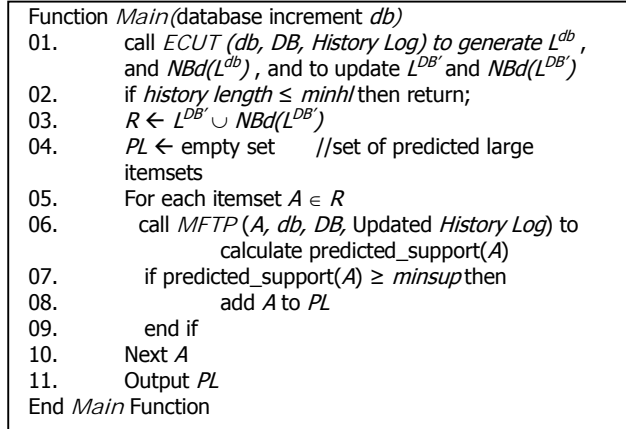 Function Main(database increment db)
01. call ECUT (db, DB, History Log) to generate L^db ,
and NBd(L^db) , and to update L^DB′ and NBd(L^DB′)
02. if history length ≤ minhl then return;
03. R ← L^DB′ ∪ NBd(L^DB′)
04. PL ← empty set //set of predicted large
itemsets
05. For each itemset A ∈ R
06. call MFTP (A, db, DB, Updated History Log) to
calculate predicted_support(A)
07. if predicted_support(A) ≥ minsup then
08. add A to PL
09. end if
10. Next A
11. Output PL
End Main Function